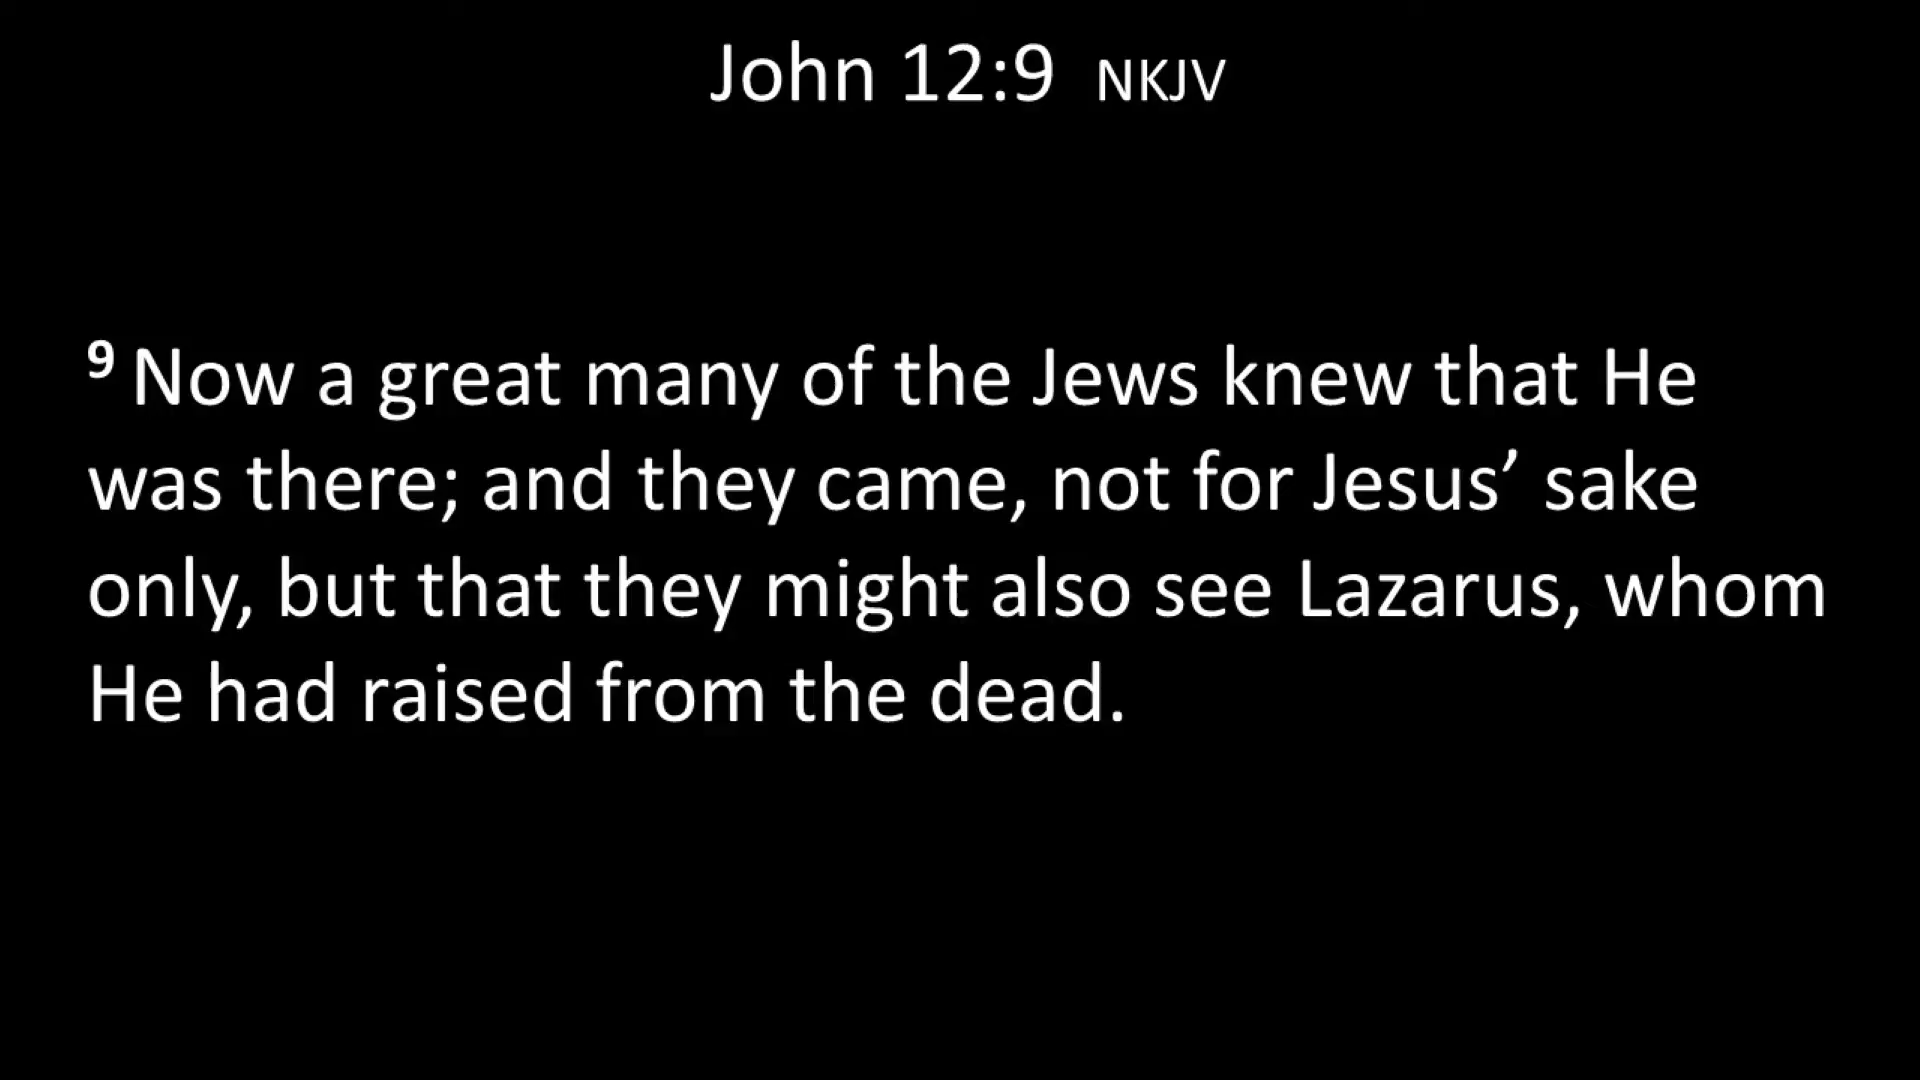 John 12:9 NKJV
9 Now a great many of the Jews knew that He
was there; and they came, not for Jesus’ sake
only, but that they might also see Lazarus, whom
He had raised from the dead.